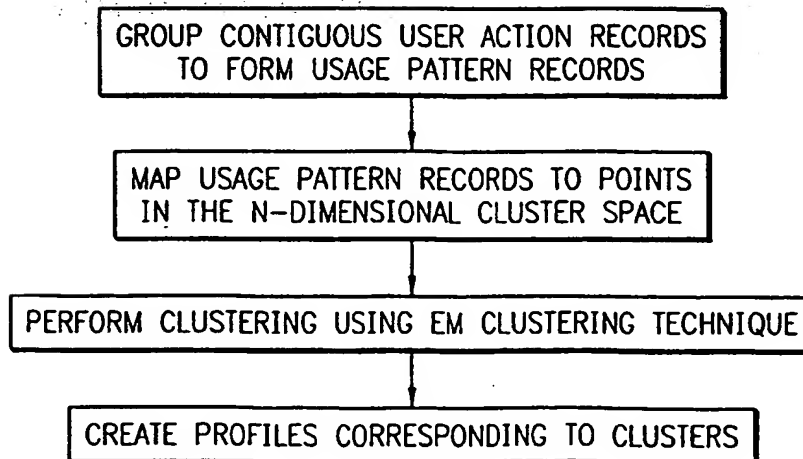 GROUP CONTIGUOUS USER ACTION RECORDS
TO FORM USAGE PATTERN RECORDS
MAP USAGE PATTERN RECORDS TO POINTS
IN THE N-DIMENSIONAL CLUSTER SPACE
PERFORM CLUSTERING USING EM CLUSTERING TECHNIQUE
CREATE PROFILES CORRESPONDING TO CLUSTERS